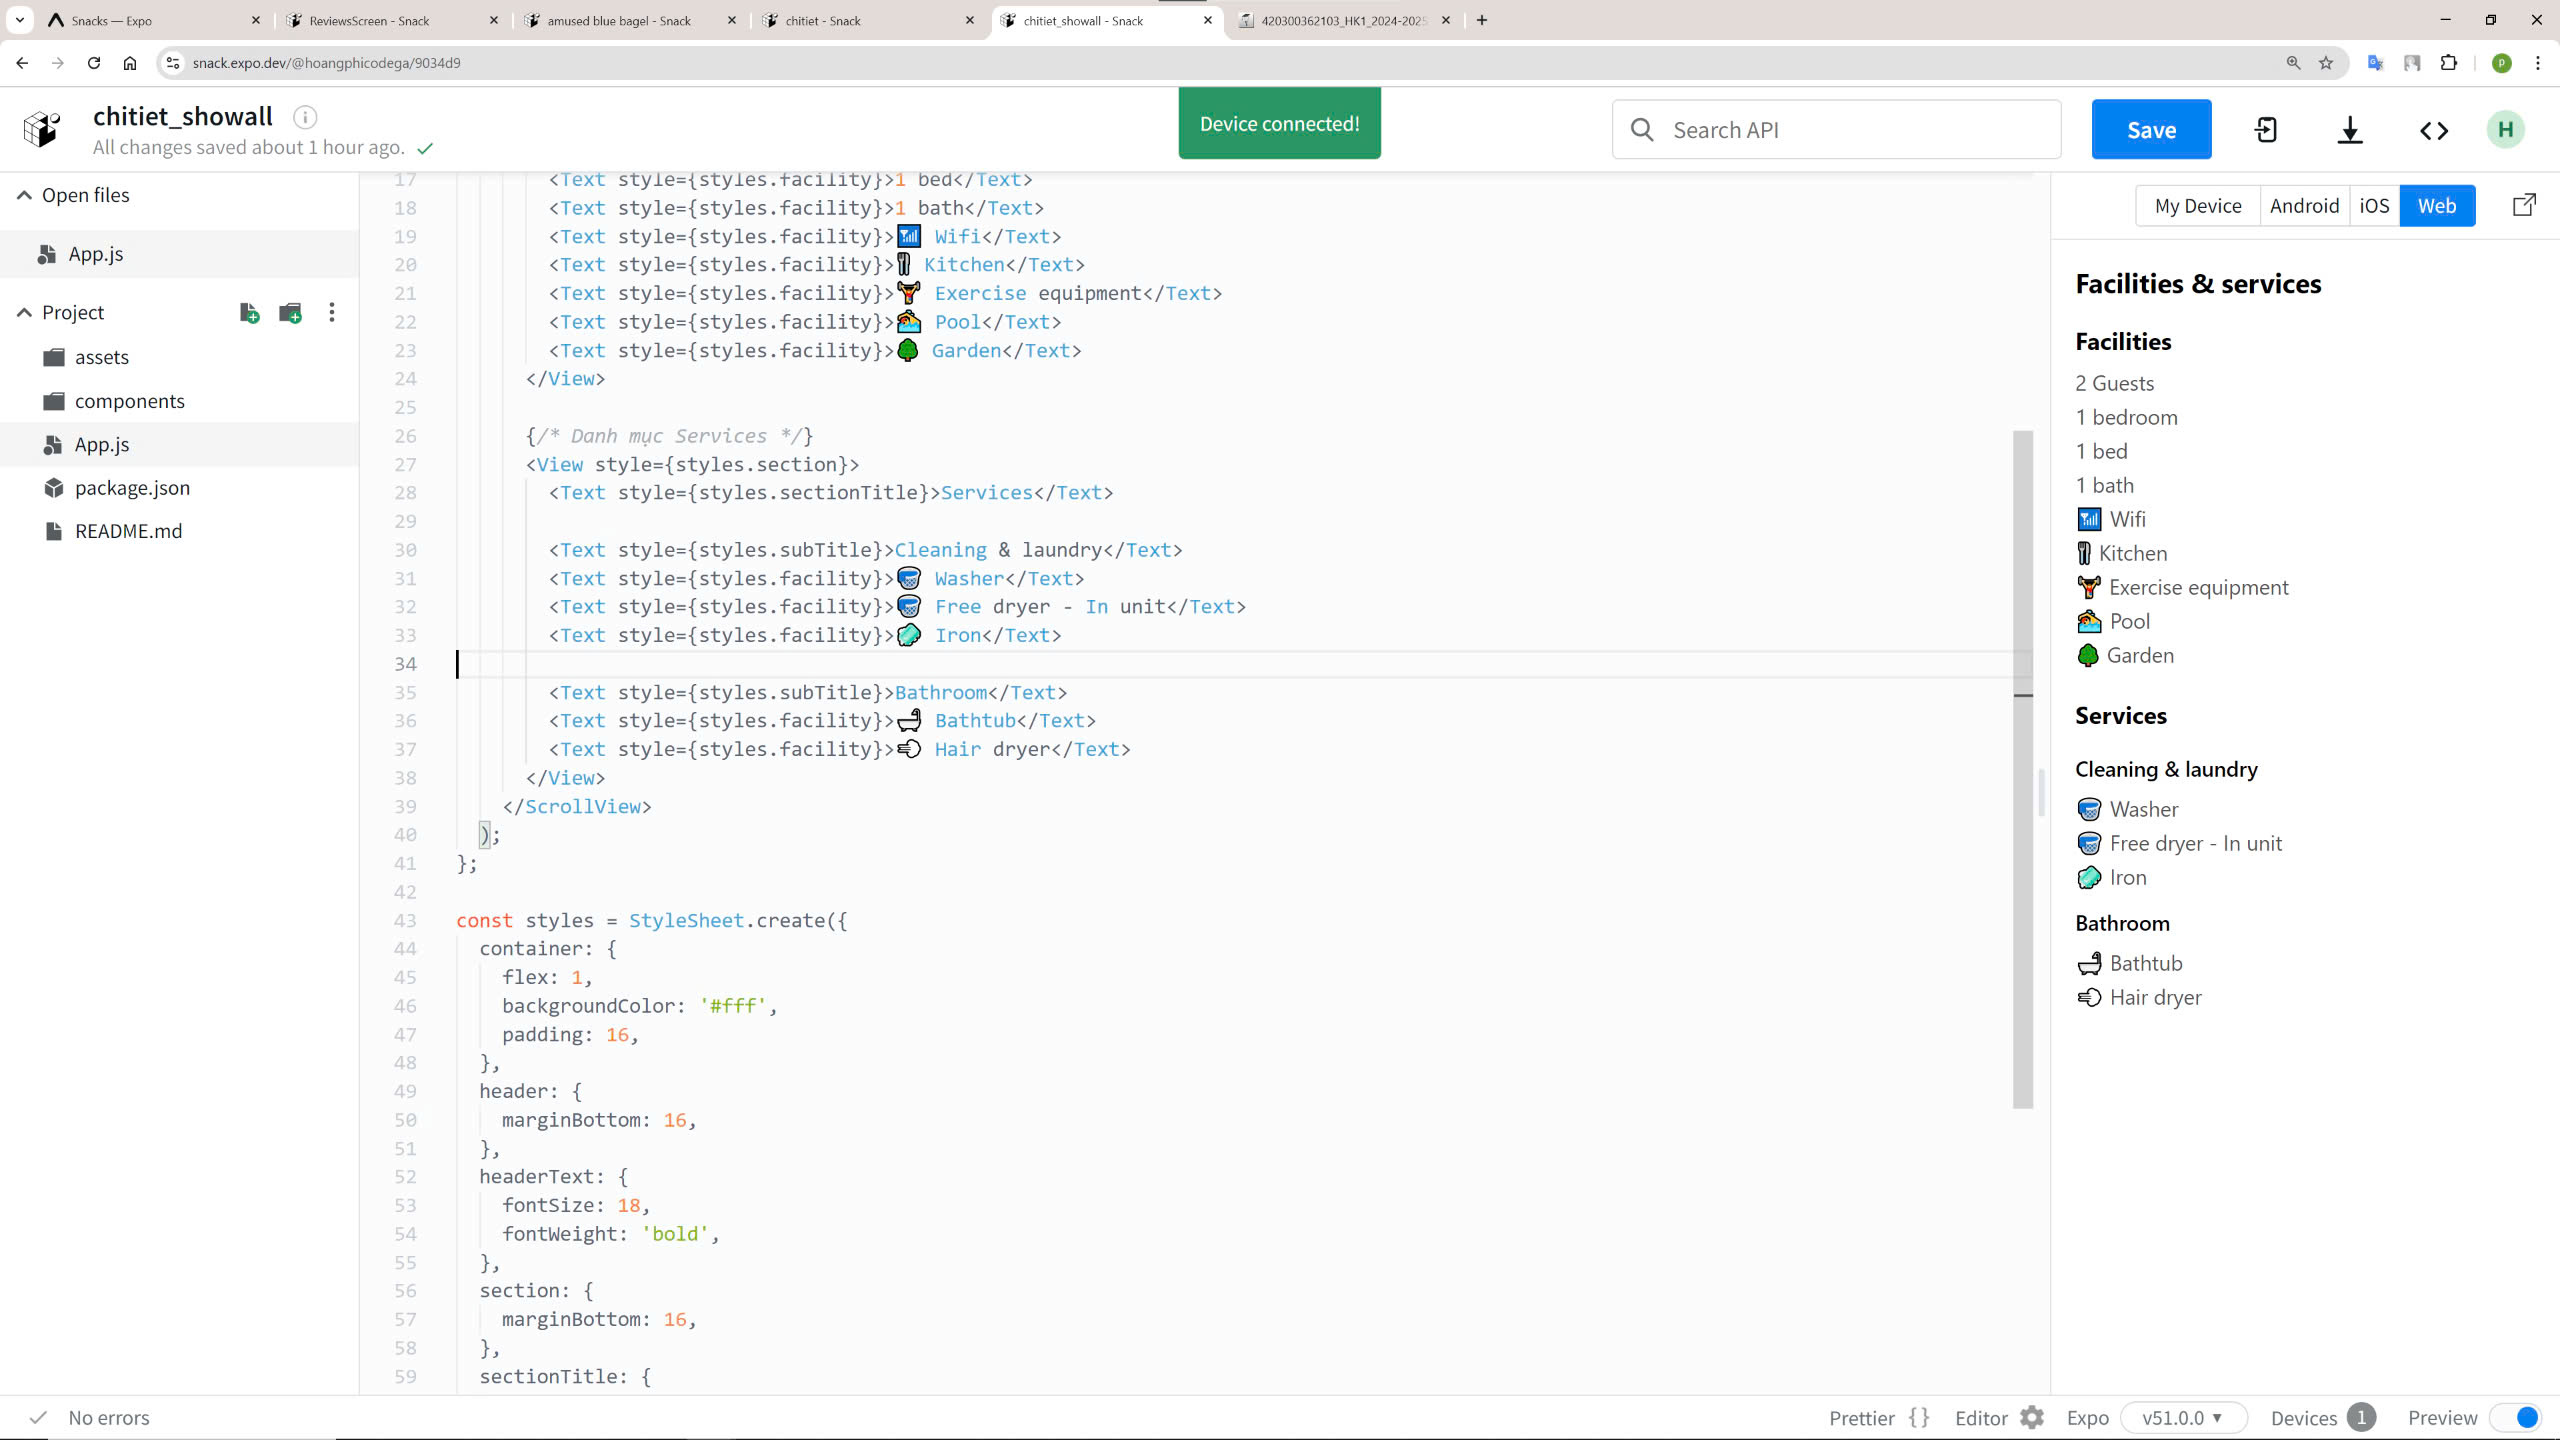 Snacks — Expo
ReviewsScreen - Snack
amused blue bagel - Snack
chitiet - Snack
chitiet_showall - Snack
420300362103_HK1_2024-2025
snack.expo.dev/@hoangphicodega/9034d9
P
chitiet_showall
All changes saved about 1 hour ago.
Device connected!
Search API
Save
H
Open files
App.js
Project
assets
components
App.js
package.json
README.md
17 <Text style={styles.facility}>1 bed</Text>
18 <Text style={styles.facility}>1 bath</Text>
19 <Text style={styles.facility}>📶 Wifi</Text>
20 <Text style={styles.facility}>🍴 Kitchen</Text>
21 <Text style={styles.facility}>🏋️ Exercise equipment</Text>
22 <Text style={styles.facility}>🏊 Pool</Text>
23 <Text style={styles.facility}>🌳 Garden</Text>
24 </View>
25
26 {/* Danh mục Services */}
27 <View style={styles.section}>
28 <Text style={styles.sectionTitle}>Services</Text>
29
30 <Text style={styles.subTitle}>Cleaning & laundry</Text>
31 <Text style={styles.facility}>🧺 Washer</Text>
32 <Text style={styles.facility}>🧺 Free dryer - In unit</Text>
33 <Text style={styles.facility}>🧼 Iron</Text>
34
35 <Text style={styles.subTitle}>Bathroom</Text>
36 <Text style={styles.facility}>🛁 Bathtub</Text>
37 <Text style={styles.facility}>💨 Hair dryer</Text>
38 </View>
39 </ScrollView>
40 );
41 };
42
43 const styles = StyleSheet.create({
44 container: {
45 flex: 1,
46 backgroundColor: '#fff',
47 padding: 16,
48 },
49 header: {
50 marginBottom: 16,
51 },
52 headerText: {
53 fontSize: 18,
54 fontWeight: 'bold',
55 },
56 section: {
57 marginBottom: 16,
58 },
59 sectionTitle: {
My Device Android iOS Web
Facilities & services
Facilities
2 Guests
1 bedroom
1 bed
1 bath
📶 Wifi
🍴 Kitchen
🏋️ Exercise equipment
🏊 Pool
🌳 Garden
Services
Cleaning & laundry
🧺 Washer
🧺 Free dryer - In unit
🧼 Iron
Bathroom
🛁 Bathtub
💨 Hair dryer
No errors
Prettier {} Editor Expo v51.0.0 Devices 1 Preview